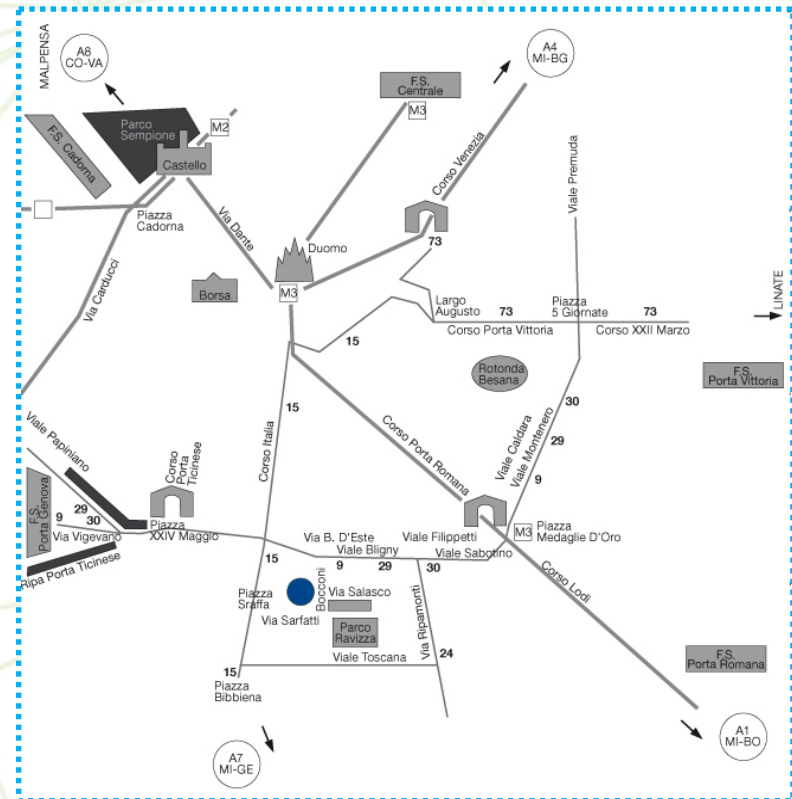 MALPENSA
A8
CO-VA
A4
MI-BG
F.S.
Centrale
M3
Parco
Sempione
M2
F.S. Cadorna
Castello
Corso Venezia
Viale Premuda
Piazza
Cadorna
Via Dante
73
Duomo
Via Carducci
Borsa
M3
LINATE
Largo
Augusto
73
Piazza
5 Giornate
73
Corso Porta Vittoria
Corso XXII Marzo
15
Rotonda
Besana
F.S.
Porta Vittoria
15
30
Viale Papiniano
Corso Italia
Corso
Porta
Ticinese
Corso Porta Romana
Viale Caldara
Viale Montenero
29
9
F.S.
Porta Genova
29
9
30
Via Vigevano
Piazza
XXIV Maggio
Via B. D'Este
Viale Bligny
Viale Filippetti
Viale Sabotino
M3
Piazza
Medaglie D'Oro
Ripa Porta Ticinese
15
9
29
30
Corso Lodi
Piazza
Sraffa
Bocconi
Via Salasco
Via Sarfatti
Parco
Ravizza
Via Ripamonti
Viale Toscana
24
F.S.
Porta Romana
15
Piazza
Bibbiena
A7
MI-GE
A1
MI-BO